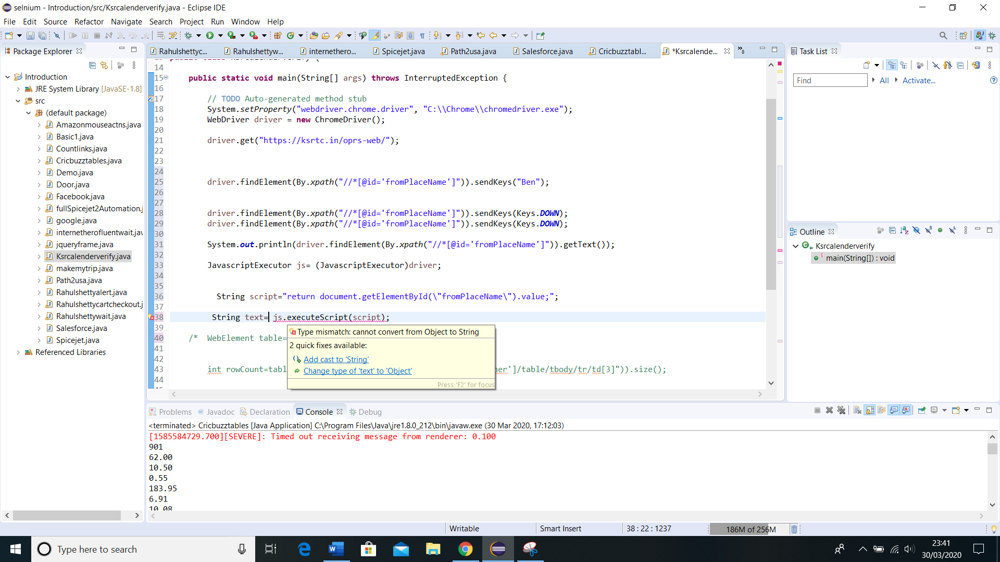 selnium - Introduction/src/Ksrcalenderverify.java - Eclipse IDE
File Edit Source Refactor Navigate Search Project Run Window Help
Package Explorer
Introduction
JRE System Library [JavaSE-1.8]
src
(default package)
Amazonmouseactns.java
Basic1.java
Countlinks.java
Cricbuzztables.java
Demo.java
Door.java
Facebook.java
fullSpicejet2Automation.j
google.java
internetherofluentwait.jav
jqueryframe.java
Ksrcalenderverify.java
makemytrip.java
Path2usa.java
Rahulshettyalert.java
Rahulshettycartcheckout.j
Rahulshettywait.java
Salesforce.java
Spicejet.java
Referenced Libraries
Rahulshettyc... Rahulshettyw... internethero... Spicejet.java Path2usa.java Salesforce.java Cricbuzztabl... *Ksrcalende... »8
14
15 public static void main(String[] args) throws InterruptedException {
16
17 // TODO Auto-generated method stub
18 System.setProperty("webdriver.chrome.driver", "C:\\Chrome\\chromedriver.exe");
19 WebDriver driver = new ChromeDriver();
20
21 driver.get("https://ksrtc.in/oprs-web/");
22
23
24
25 driver.findElement(By.xpath("//*[@id='fromPlaceName']")).sendKeys("Ben");
26
27
28 driver.findElement(By.xpath("//*[@id='fromPlaceName']")).sendKeys(Keys.DOWN);
29 driver.findElement(By.xpath("//*[@id='fromPlaceName']")).sendKeys(Keys.DOWN);
30
31 System.out.println(driver.findElement(By.xpath("//*[@id='fromPlaceName']")).getText());
32
33 JavascriptExecutor js= (JavascriptExecutor)driver;
34
35
36 String script="return document.getElementById(\"fromPlaceName\").value;";
37
38 String text= js.executeScript(script);
39
40 /* WebElement table=
41
42
43 int rowCount=tabl ner']/table/tbody/tr/td[3]")).size();
44
Type mismatch: cannot convert from Object to String
2 quick fixes available:
Add cast to 'String'
Change type of 'text' to 'Object'
Press 'F2' for focus
Task List
Find All Activate...
Outline
Ksrcalenderverify
main(String[]) : void
Problems Javadoc Declaration Console Debug
<terminated> Cricbuzztables [Java Application] C:\Program Files\Java\jre1.8.0_212\bin\javaw.exe (30 Mar 2020, 17:12:03)
[1585584729.700][SEVERE]: Timed out receiving message from renderer: 0.100
901
62.00
10.50
0.55
183.95
6.91
10.08
Writable Smart Insert 38 : 22 : 1237 186M of 256M
Type here to search
23:41
30/03/2020